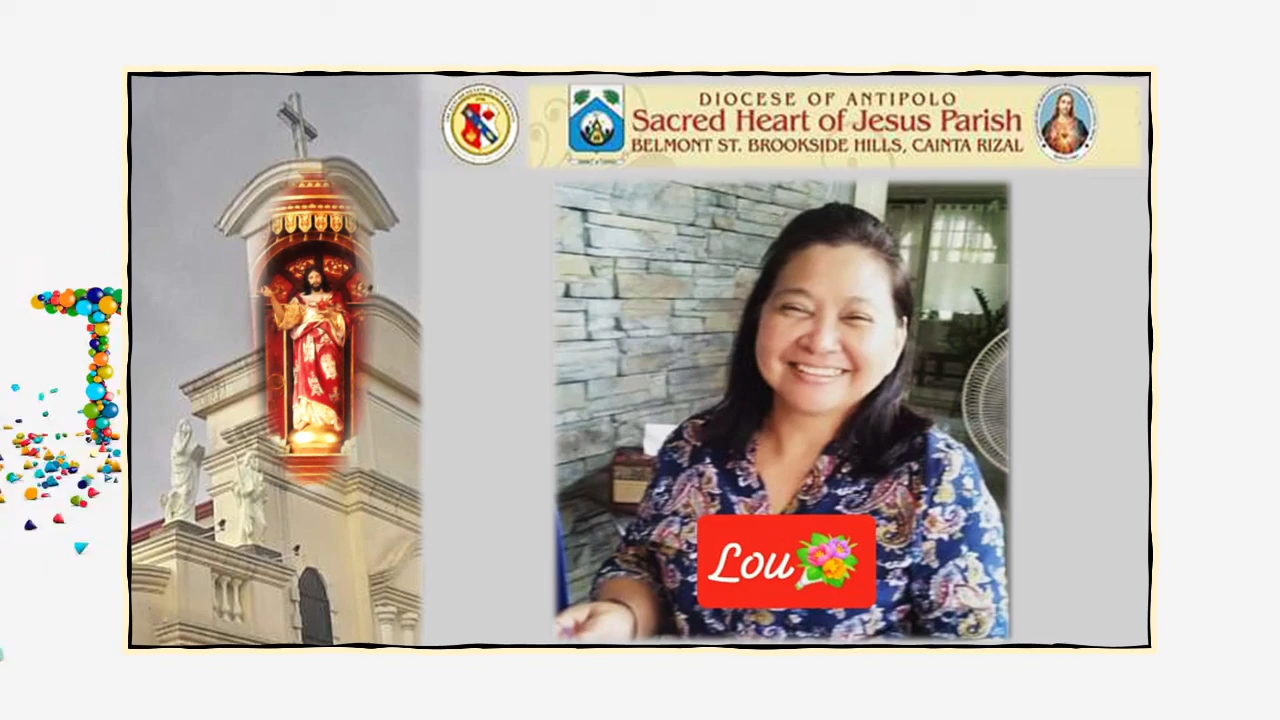 DIOCESE OF ANTIPOLO
Sacred Heart of Jesus Parish
BELMONT ST. BROOKSIDE HILLS, CAINTA RIZAL
Lou